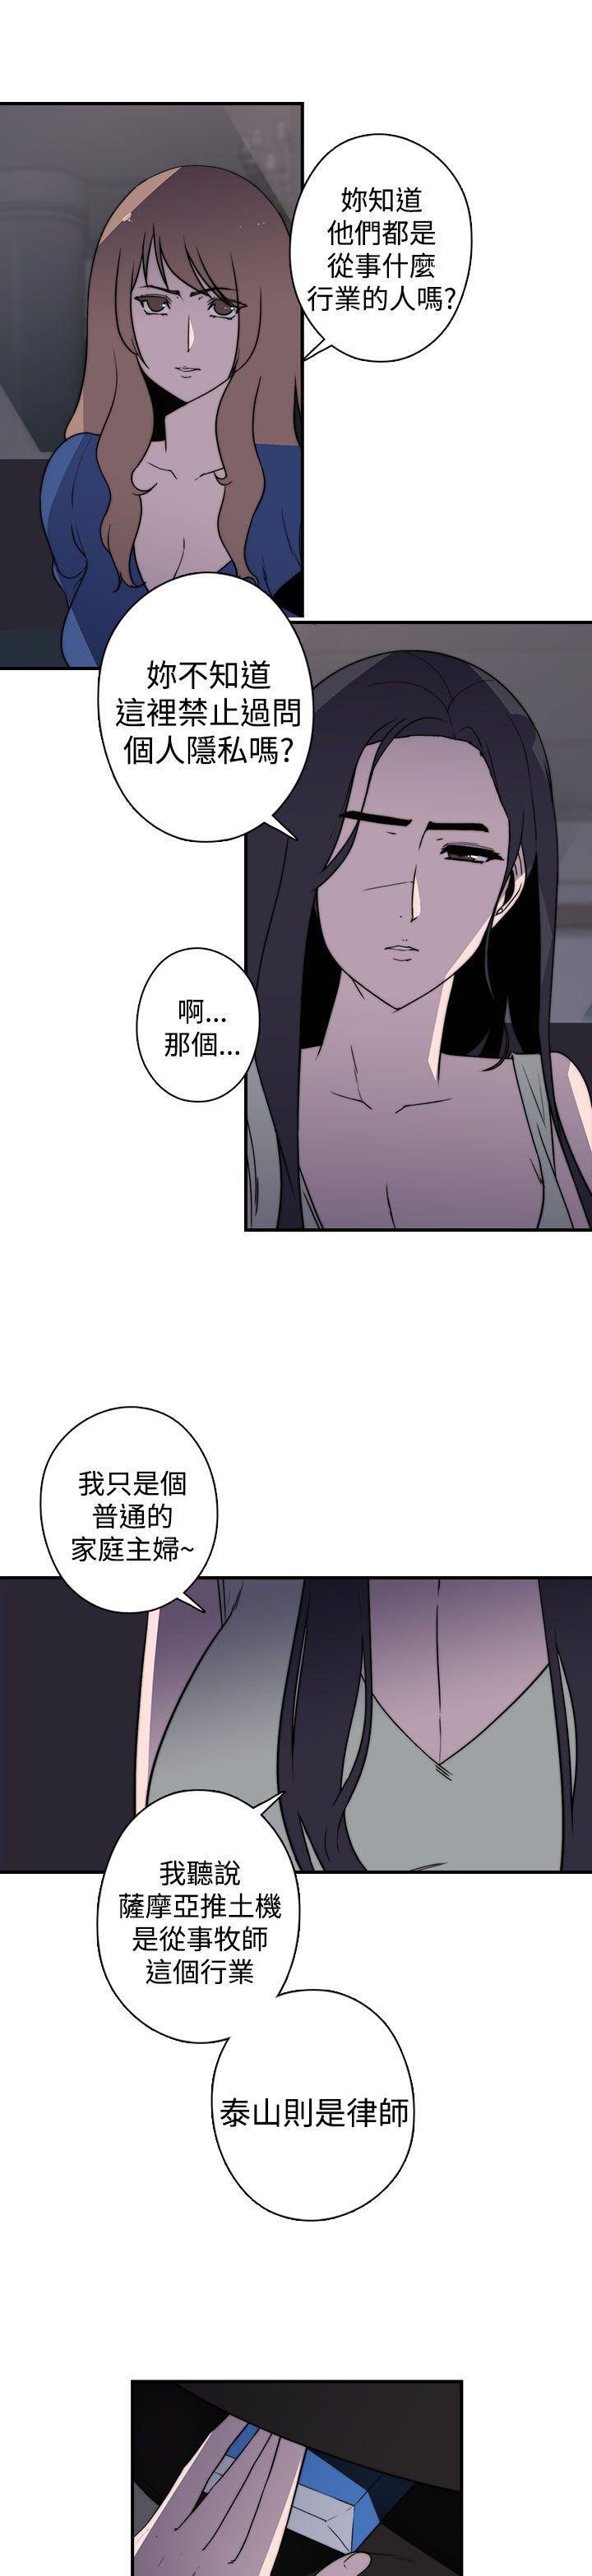 妳知道
他們都是
從事什麼
行業的人嗎?
妳不知道
這裡禁止過問
個人隱私嗎?
啊...
那個...
我只是個
普通的
家庭主婦~
我聽說
薩摩亞推土機
是從事牧師
這個行業
泰山則是律師